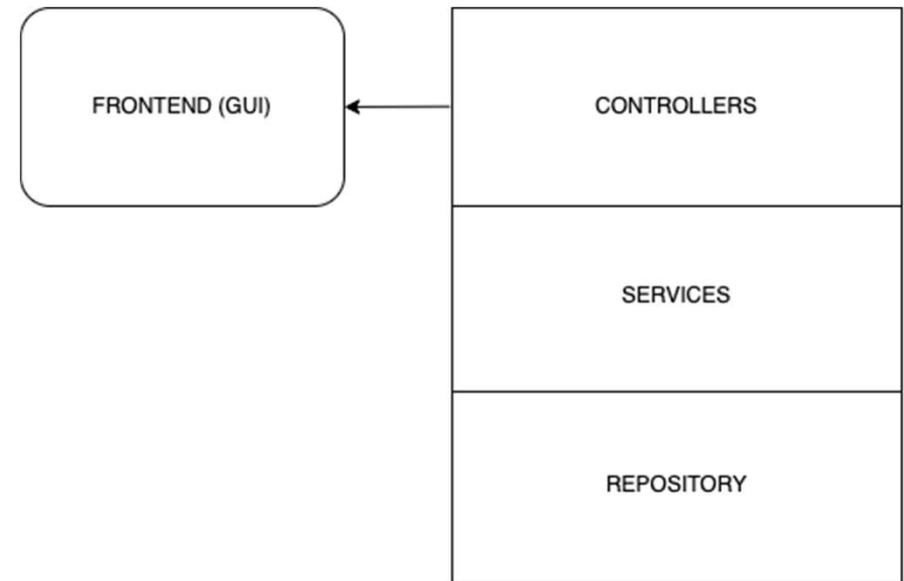 FRONTEND (GUI)
CONTROLLERS
SERVICES
REPOSITORY